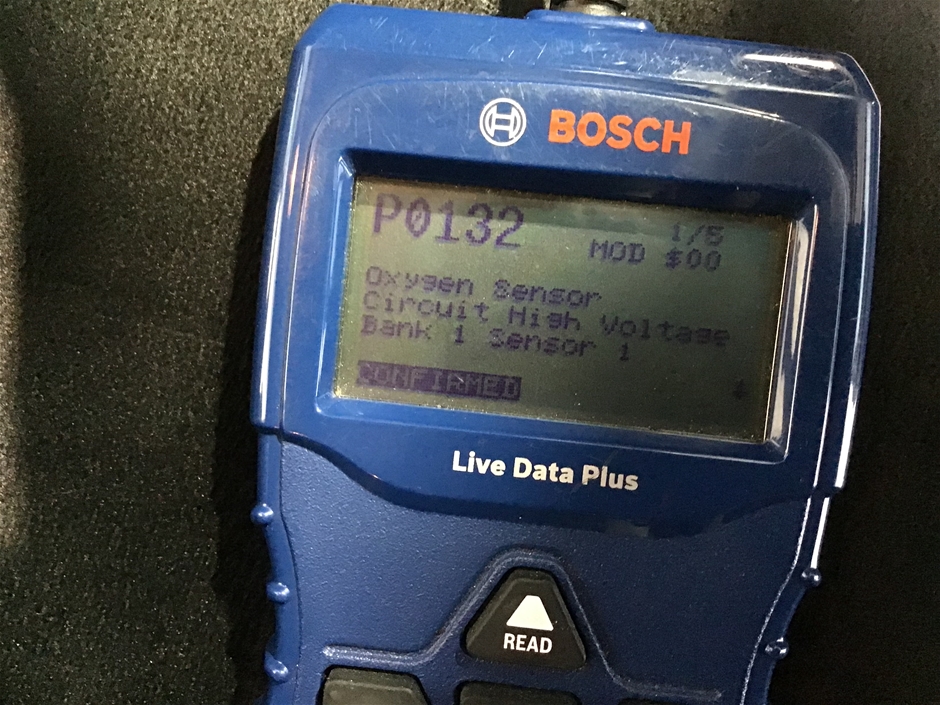 BOSCH
P0132
1/5
MOD $00
Oxygen Sensor
Circuit High Voltage
Bank 1 Sensor 1
CONFIRMED
Live Data Plus
READ